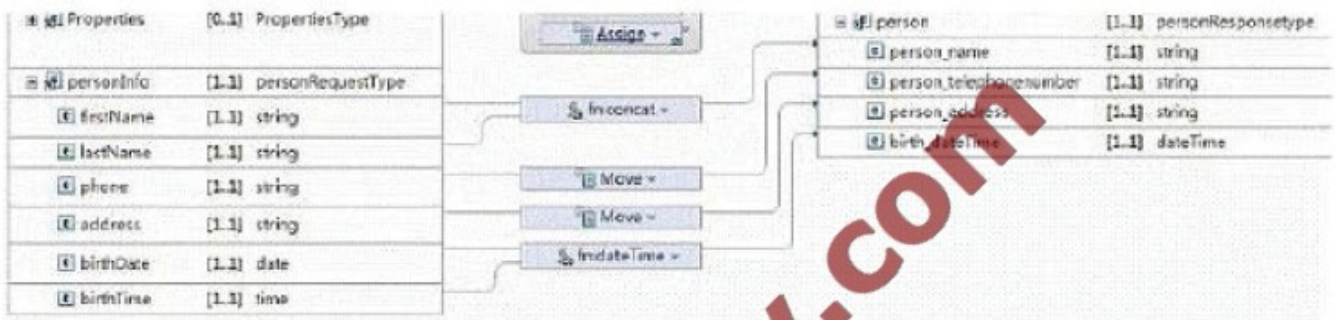 Properties [0..1] PropertiesType
personInfo [1..1] personRequestType
firstName [1..1] string
lactName [1..1] string
phone [1..1] string
address [1..1] string
birthDate [1..1] date
birthTime [1..1] time
Assign
fn:concat
Move
Move
fn:dateTime
person [1..1] personResponsetype
person_name [1..1] string
person_telephonenumber [1..1] string
person_address [1..1] string
birth_dateTime [1..1] dateTime
.com